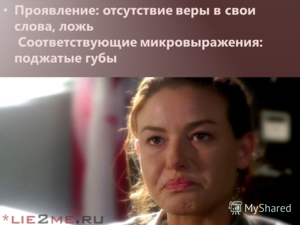 • Проявление: отсутствие веры в свои
слова, ложь
Соответствующие микровыражения:
поджатые губы
*LIE2ME.RU
MyShared